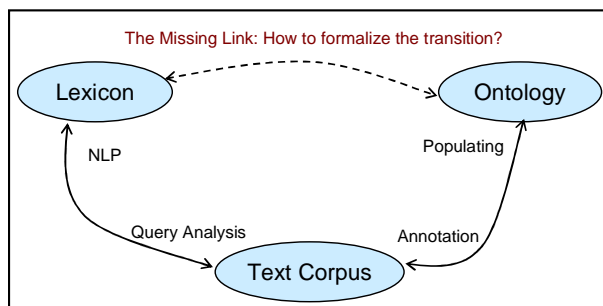 The Missing Link: How to formalize the transition?
Lexicon
Ontology
NLP
Populating
Query Analysis
Annotation
Text Corpus